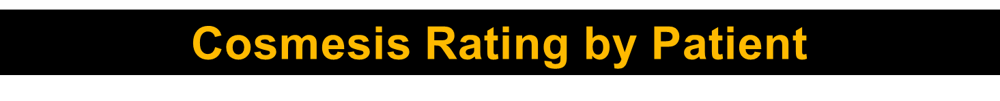 Cosmesis Rating by Patient